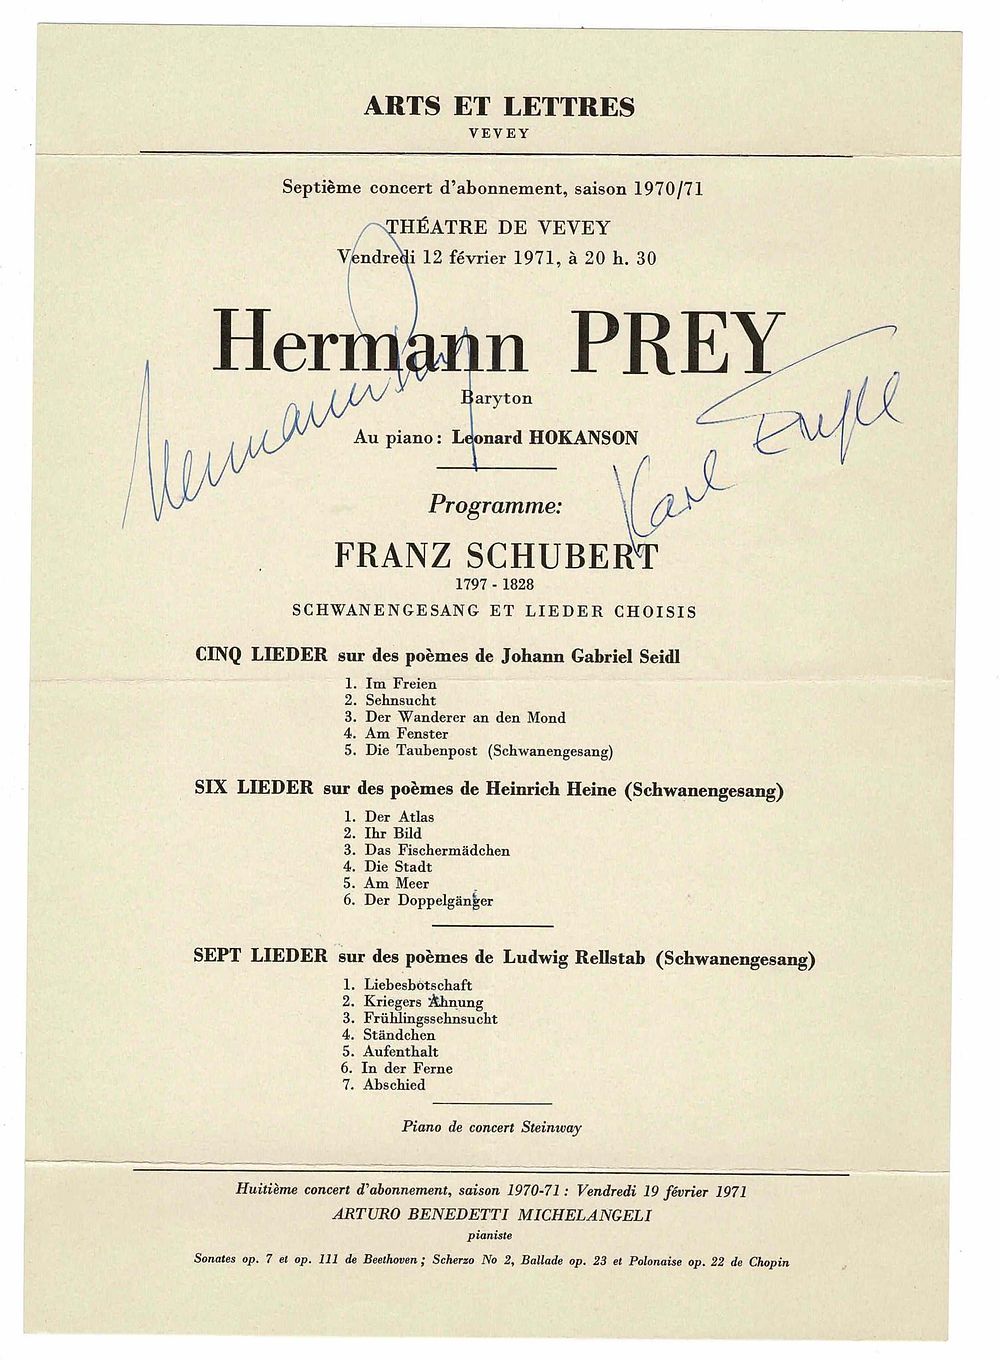 ARTS ET LETTRES
VEVEY
Septième concert d'abonnement, saison 1970/71
THÉATRE DE VEVEY
Vendredi 12 février 1971, à 20 h. 30
Hermann PREY
Baryton
Au piano : Leonard HOKANSON
Hermann Prey
Karl Engel
Programme:
FRANZ SCHUBERT
1797 - 1828
SCHWANENGESANG ET LIEDER CHOISIS
CINQ LIEDER sur des poèmes de Johann Gabriel Seidl
1. Im Freien
2. Sehnsucht
3. Der Wanderer an den Mond
4. Am Fenster
5. Die Taubenpost (Schwanengesang)
SIX LIEDER sur des poèmes de Heinrich Heine (Schwanengesang)
1. Der Atlas
2. Ihr Bild
3. Das Fischermädchen
4. Die Stadt
5. Am Meer
6. Der Doppelgänger
SEPT LIEDER sur des poèmes de Ludwig Rellstab (Schwanengesang)
1. Liebesbotschaft
2. Kriegers Ahnung
3. Frühlingssehnsucht
4. Ständchen
5. Aufenthalt
6. In der Ferne
7. Abschied
Piano de concert Steinway
Huitième concert d'abonnement, saison 1970-71 : Vendredi 19 février 1971
ARTURO BENEDETTI MICHELANGELI
pianiste
Sonates op. 7 et op. 111 de Beethoven ; Scherzo No 2, Ballade op. 23 et Polonaise op. 22 de Chopin